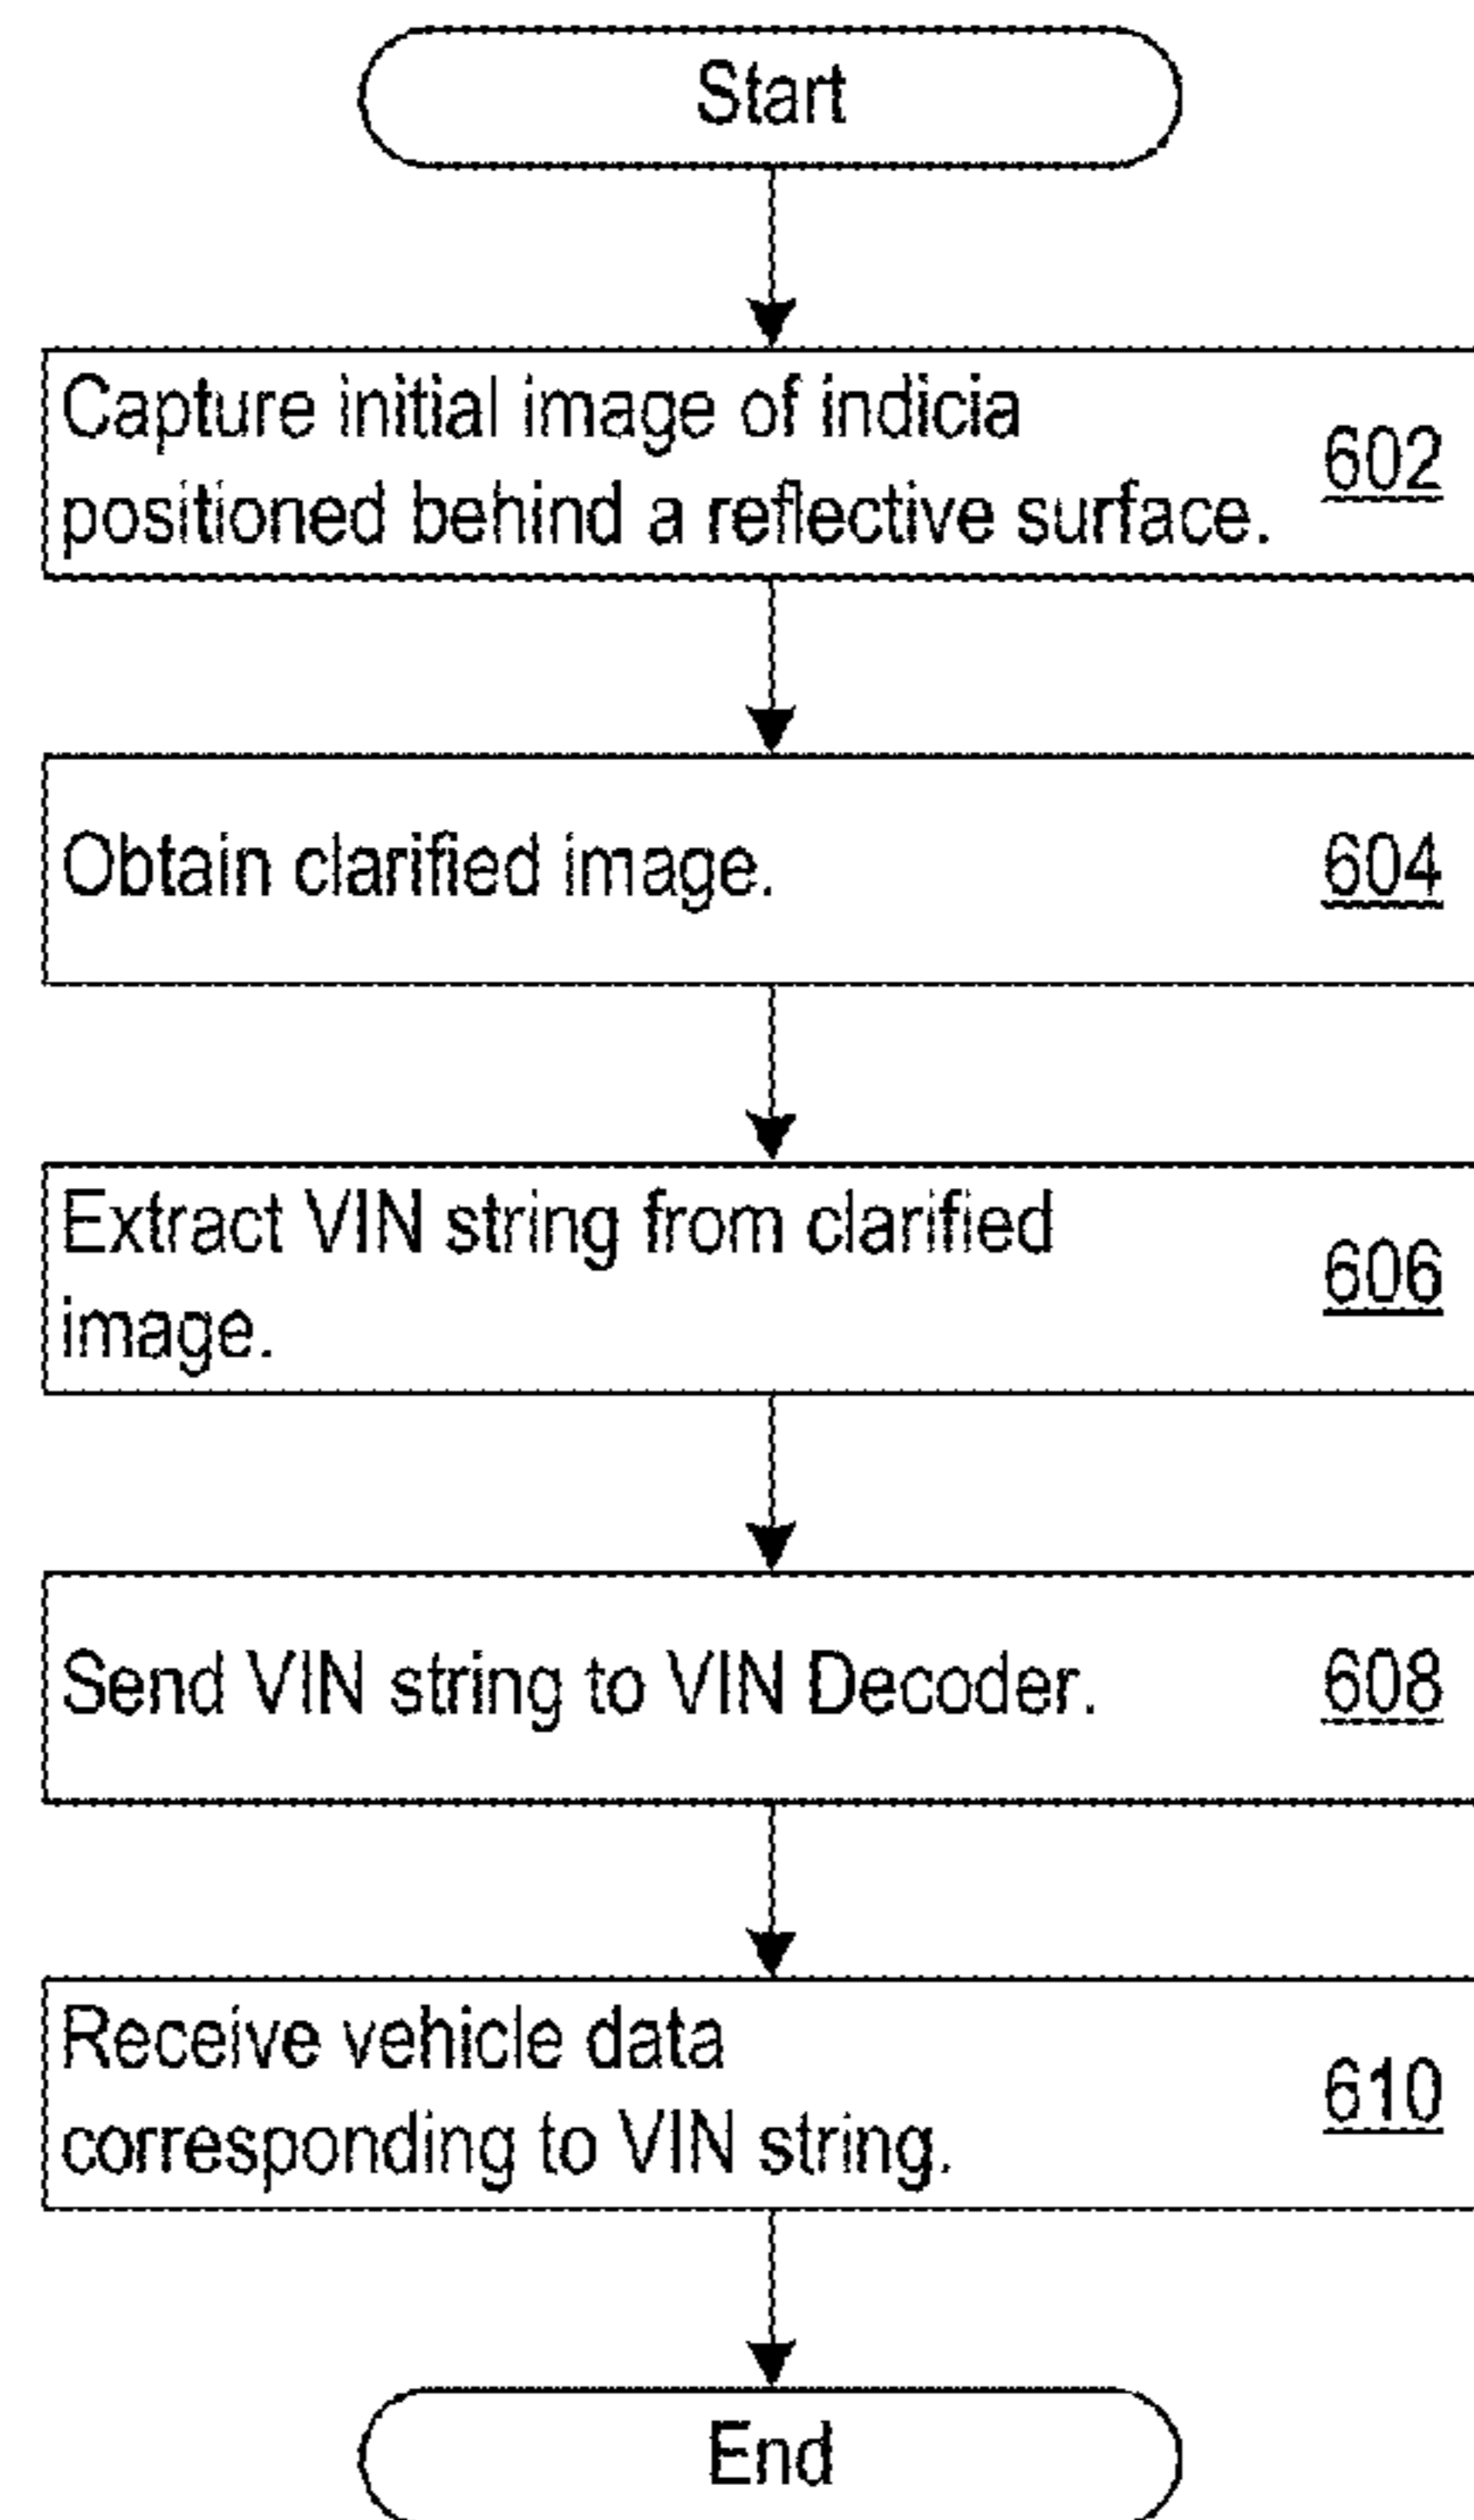 Start
Capture initial image of indicia
positioned behind a reflective surface.
602
Obtain clarified image.
604
Extract VIN string from clarified
image.
606
Send VIN string to VIN Decoder.
608
Receive vehicle data
corresponding to VIN string.
610
End